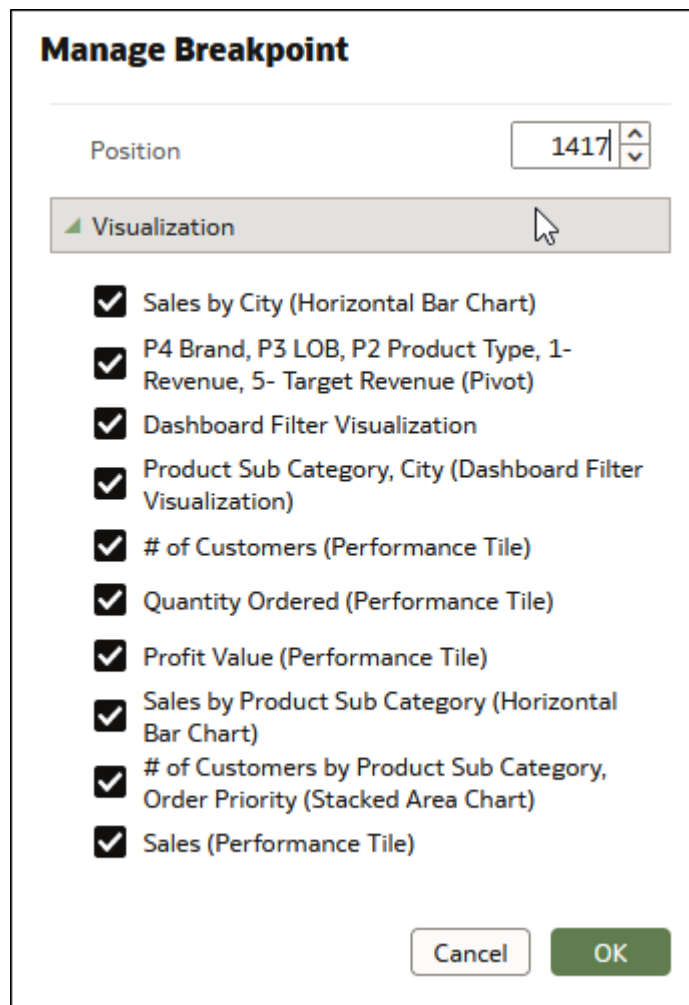 Manage Breakpoint
Position
1417
Visualization
Sales by City (Horizontal Bar Chart)
P4 Brand, P3 LOB, P2 Product Type, 1-
Revenue, 5- Target Revenue (Pivot)
Dashboard Filter Visualization
Product Sub Category, City (Dashboard Filter
Visualization)
# of Customers (Performance Tile)
Quantity Ordered (Performance Tile)
Profit Value (Performance Tile)
Sales by Product Sub Category (Horizontal
Bar Chart)
# of Customers by Product Sub Category,
Order Priority (Stacked Area Chart)
Sales (Performance Tile)
Cancel
OK